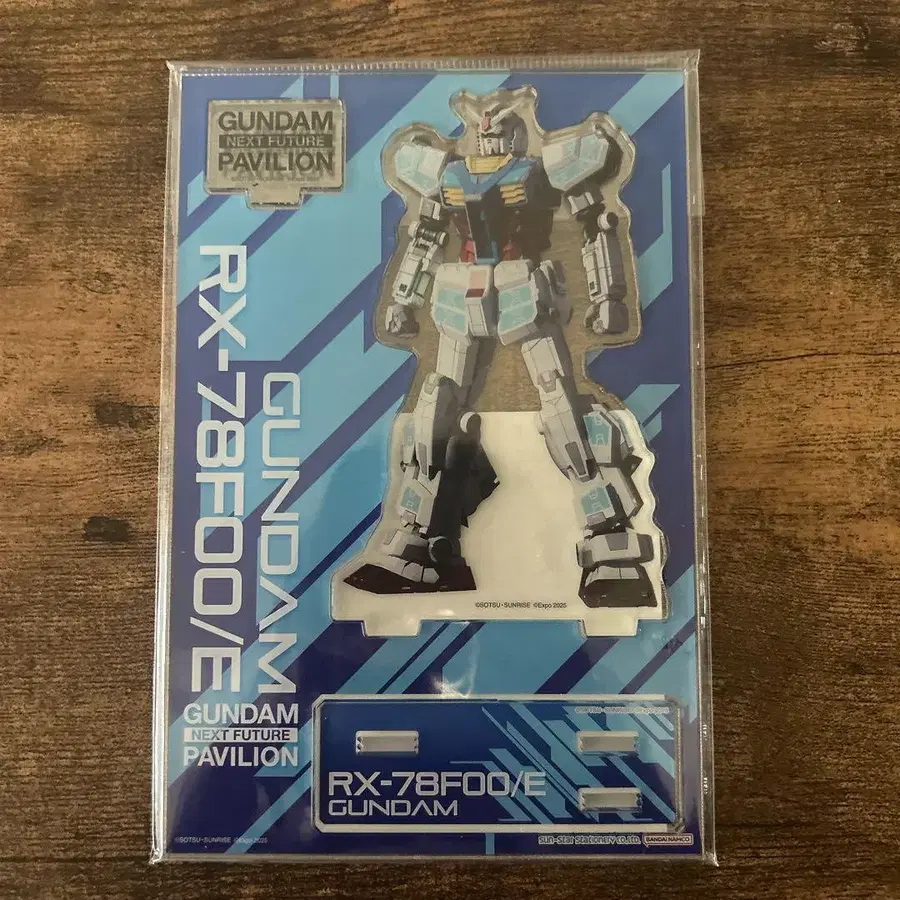 GUNDAM
NEXT FUTURE
PAVILION
RX-78F00/E
GUNDAM
GUNDAM
NEXT FUTURE
PAVILION
©SOTSU・SUNRISE ©Expo 2025
RX-78F00/E
GUNDAM
©SOTSU・SUNRISE ©Expo 2025
sun-star stationery co.,ltd.
BANDAI NAMCO